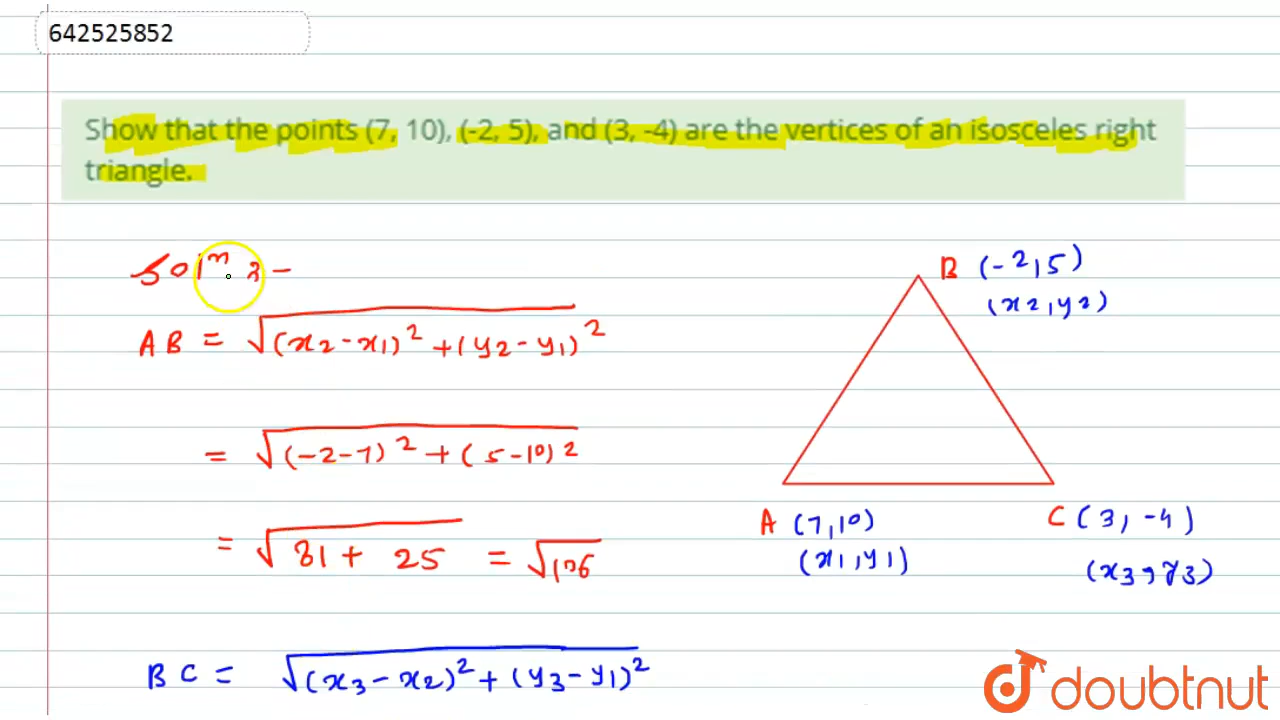 642525852
Show that the points (7, 10), (-2, 5), and (3, -4) are the vertices of an isosceles right
triangle.
Solⁿ :-
AB = √(x2-x1)² + (y2-y1)²
= √(-2-7)² + (5-10)²
= √81 + 25 = √106
BC = √(x3-x2)² + (y3-y1)²
B (-2,5)
(x2,y2)
A (7,10)
(x1,y1)
C (3,-4)
(x3,y3)
doubtnut